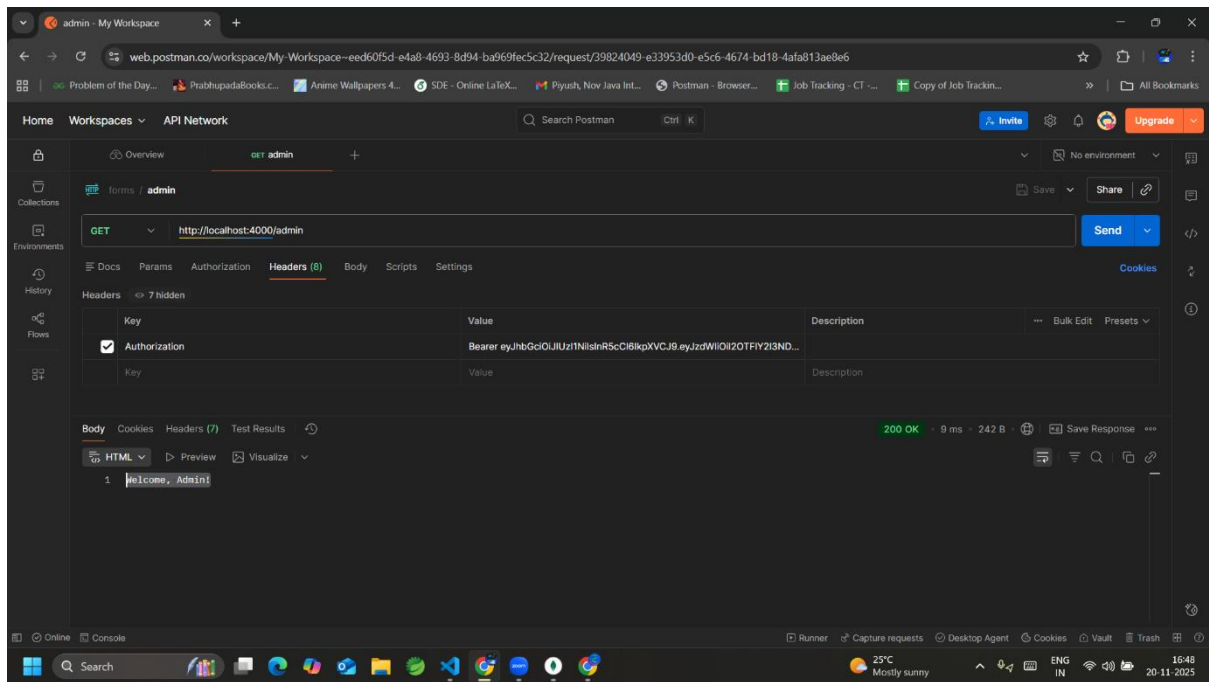 admin - My Workspace
web.postman.co/workspace/My-Workspace~eed60f5d-e4a8-4693-8d94-ba969fec5c32/request/39824049-e33953d0-e5c6-4674-bd18-4afa813ae8e6
Problem of the Day... PrabhupadaBooks.c... Anime Wallpapers 4... SDE - Online LaTeX... Piyush, Nov Java Int... Postman - Browser... Job Tracking - CT -... Copy of Job Trackin... » All Bookmarks
Home Workspaces API Network Search Postman Ctrl K Invite Upgrade
Overview GET admin + No environment
HTTP forms / admin Save Share
Collections
GET http://localhost:4000/admin Send
Environments
Docs Params Authorization Headers (8) Body Scripts Settings Cookies
History
Headers 7 hidden
Flows
Key Value Description ... Bulk Edit Presets
Authorization Bearer eyJhbGciOiJIUzI1NiIsInR5cCI6IkpXVCJ9.eyJzdWIiOiI2OTFlY2I3ND...
Key Value Description
Body Cookies Headers (7) Test Results 200 OK 9 ms 242 B Save Response
HTML Preview Visualize
1 Welcome, Admin!
Online Console Runner Capture requests Desktop Agent Cookies Vault Trash
Search 25°C ENG 16:48
Mostly sunny IN 20-11-2025